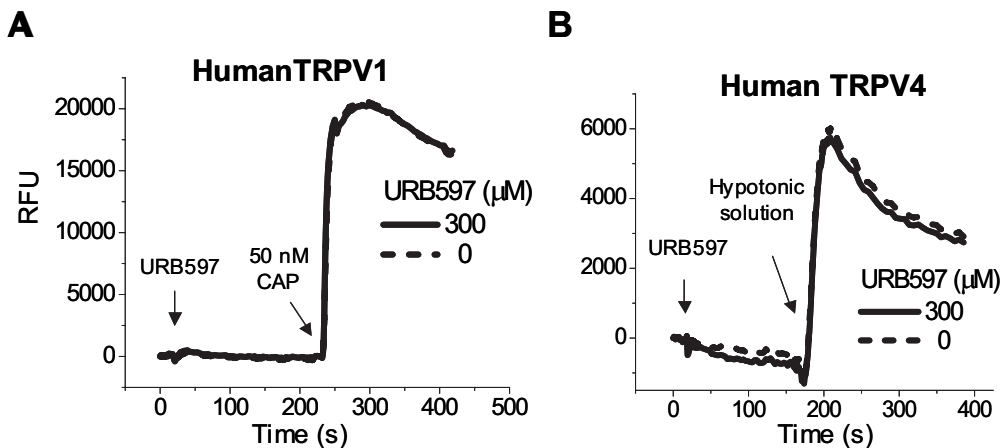 A
HumanTRPV1
RFU
20000
15000
10000
5000
0
URB597
50 nM
CAP
URB597 (μM)
300
0
0 100 200 300 400 500
Time (s)
B
Human TRPV4
6000
4000
2000
0
Hypotonic
solution
URB597
URB597 (μM)
300
0
0 100 200 300 400
Time (s)